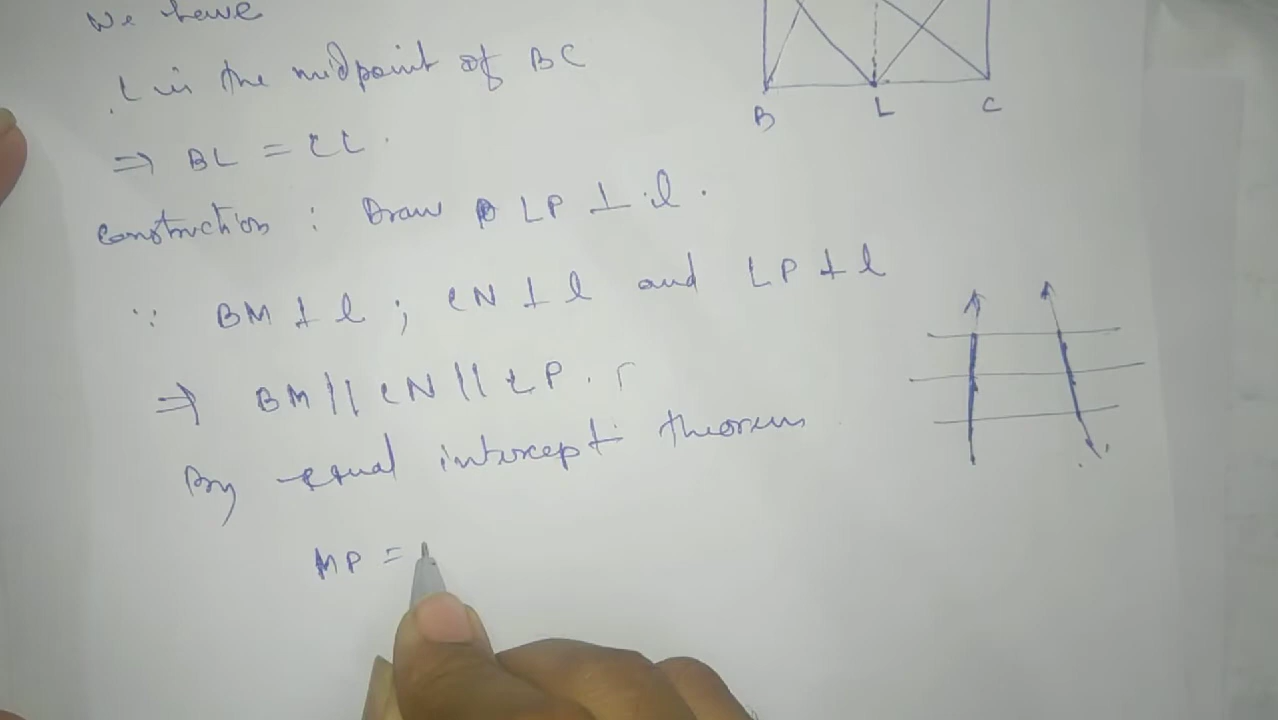 We have
L is the midpoint of BC
B L C
⇒ BL = CL.
Construction : Draw LP ⊥ l.
∵ BM ⊥ l ; CN ⊥ l and LP ⊥ l
⇒ BM || CN || LP.
By equal intercept theorem
MP =